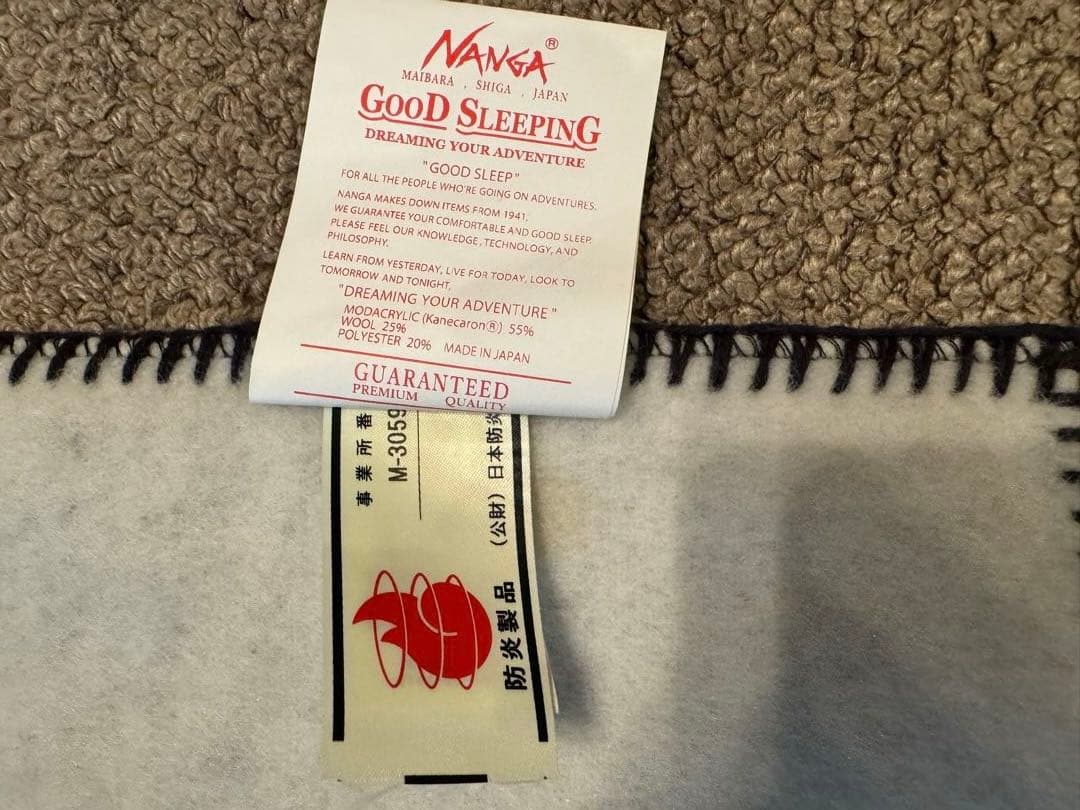 NANGA®
MAIBARA , SHIGA , JAPAN
GOOD SLEEPING
DREAMING YOUR ADVENTURE
"GOOD SLEEP"
FOR ALL THE PEOPLE WHO'RE GOING ON ADVENTURES.
NANGA MAKES DOWN ITEMS FROM 1941,
WE GUARANTEE YOUR COMFORTABLE AND GOOD SLEEP.
PLEASE FEEL OUR KNOWLEDGE, TECHNOLOGY, AND
PHILOSOPHY.
LEARN FROM YESTERDAY, LIVE FOR TODAY, LOOK TO
TOMORROW AND TONIGHT,
"DREAMING YOUR ADVENTURE"
MODACRYLIC (Kanecaron®) 55%
WOOL 25%
POLYESTER 20% MADE IN JAPAN
GUARANTEED
PREMIUM QUALITY
事業所番
M-3059
(公財) 日本防炎
防炎製品